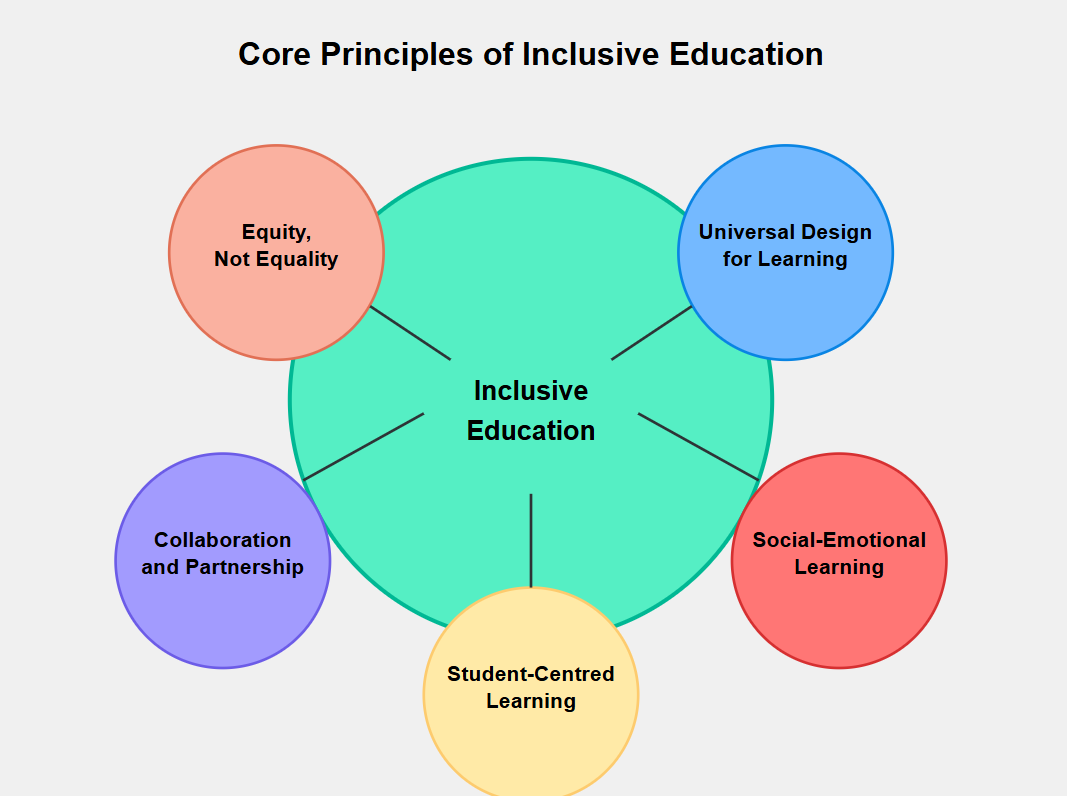 Core Principles of Inclusive Education
Equity,
Not Equality
Universal Design
for Learning
Inclusive
Education
Collaboration
and Partnership
Social-Emotional
Learning
Student-Centred
Learning